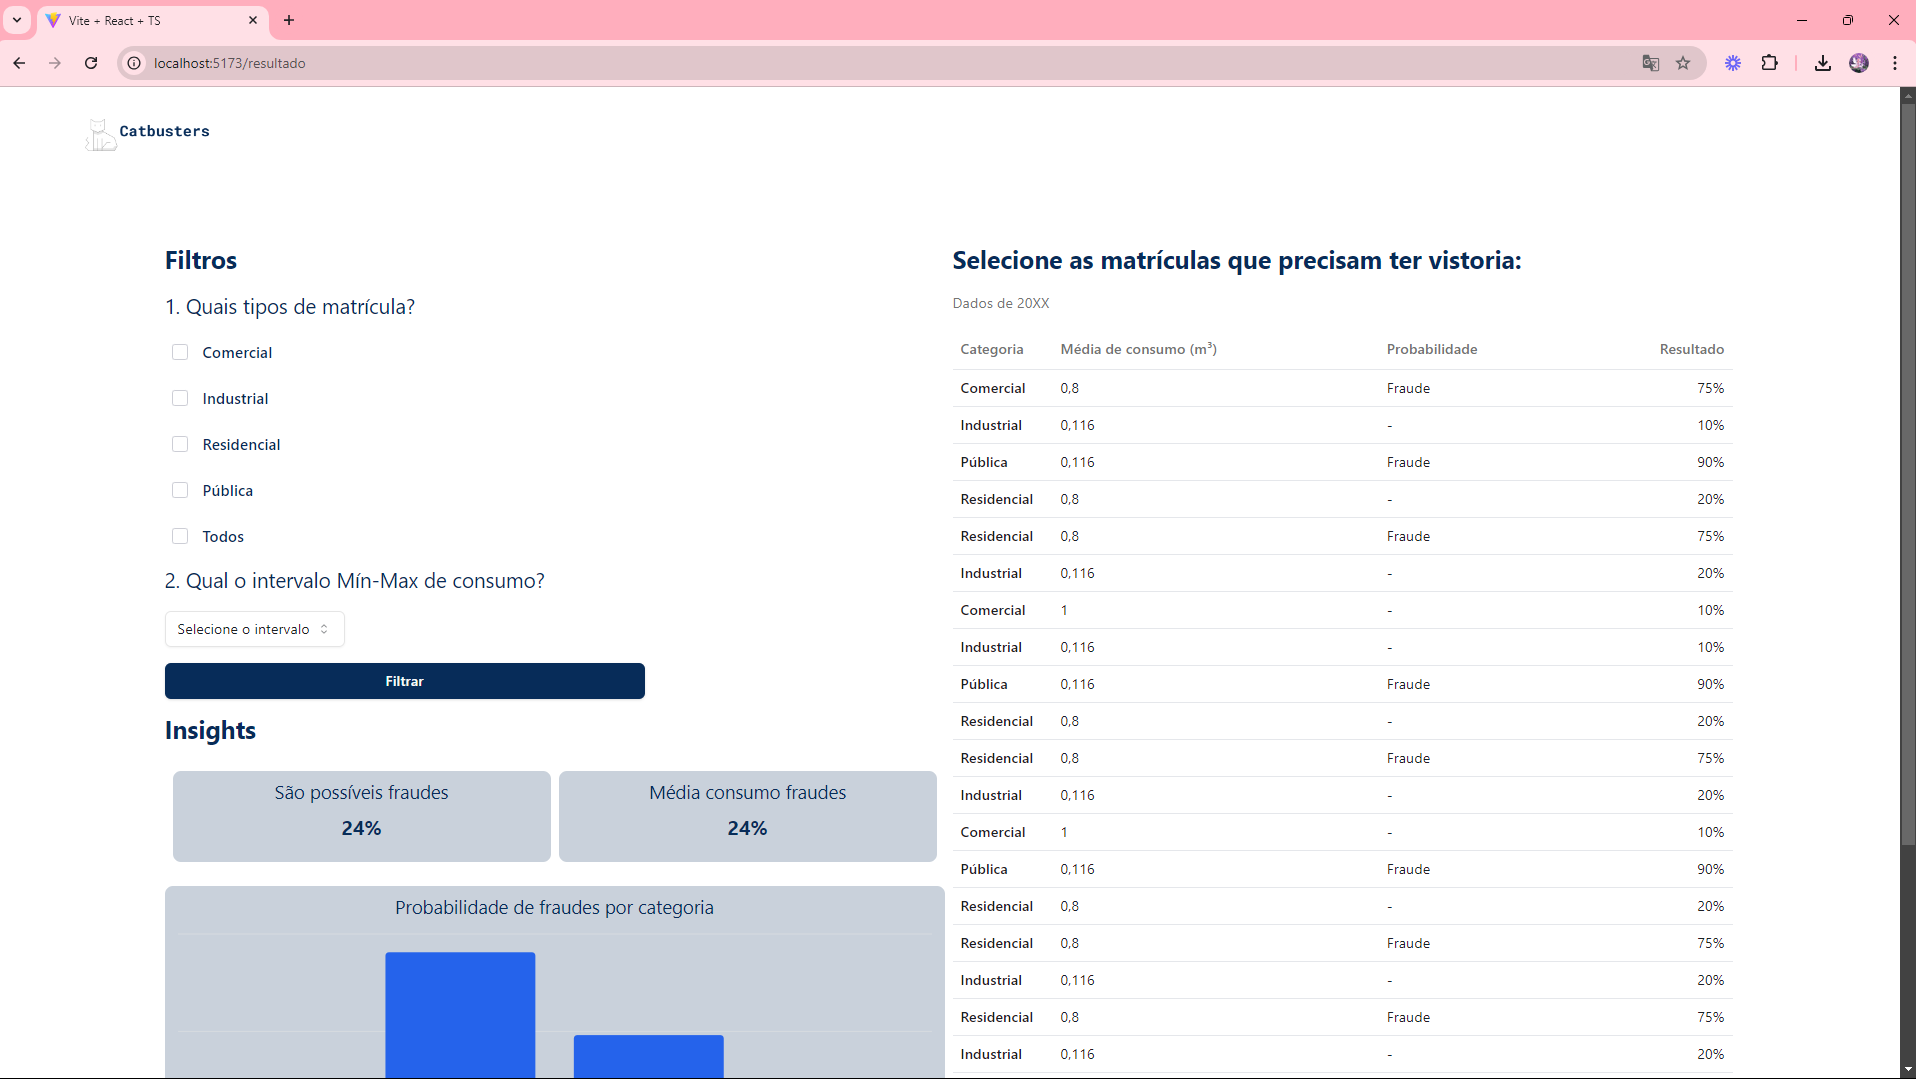 Vite + React + TS
localhost:5173/resultado
Catbusters
Filtros
1. Quais tipos de matrícula?
Comercial
Industrial
Residencial
Pública
Todos
2. Qual o intervalo Mín-Max de consumo?
Selecione o intervalo
Filtrar
Insights
São possíveis fraudes
24%
Média consumo fraudes
24%
Probabilidade de fraudes por categoria
Selecione as matrículas que precisam ter vistoria:
Dados de 20XX
Categoria Média de consumo (m³) Probabilidade Resultado
Comercial 0,8 Fraude 75%
Industrial 0,116 - 10%
Pública 0,116 Fraude 90%
Residencial 0,8 - 20%
Residencial 0,8 Fraude 75%
Industrial 0,116 - 20%
Comercial 1 - 10%
Industrial 0,116 - 10%
Pública 0,116 Fraude 90%
Residencial 0,8 - 20%
Residencial 0,8 Fraude 75%
Industrial 0,116 - 20%
Comercial 1 - 10%
Pública 0,116 Fraude 90%
Residencial 0,8 - 20%
Residencial 0,8 Fraude 75%
Industrial 0,116 - 20%
Residencial 0,8 Fraude 75%
Industrial 0,116 - 20%